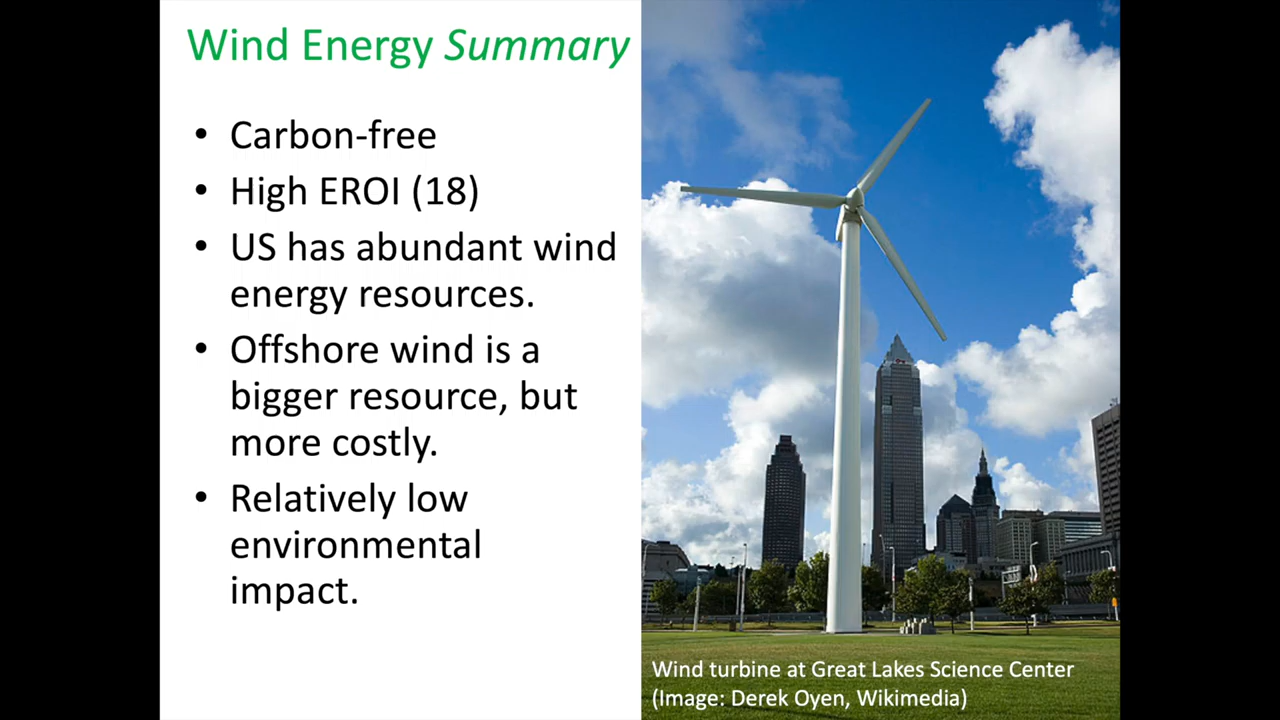 Wind Energy Summary
• Carbon-free
• High EROI (18)
• US has abundant wind
energy resources.
• Offshore wind is a
bigger resource, but
more costly.
• Relatively low
environmental
impact.
Wind turbine at Great Lakes Science Center
(Image: Derek Oyen, Wikimedia)